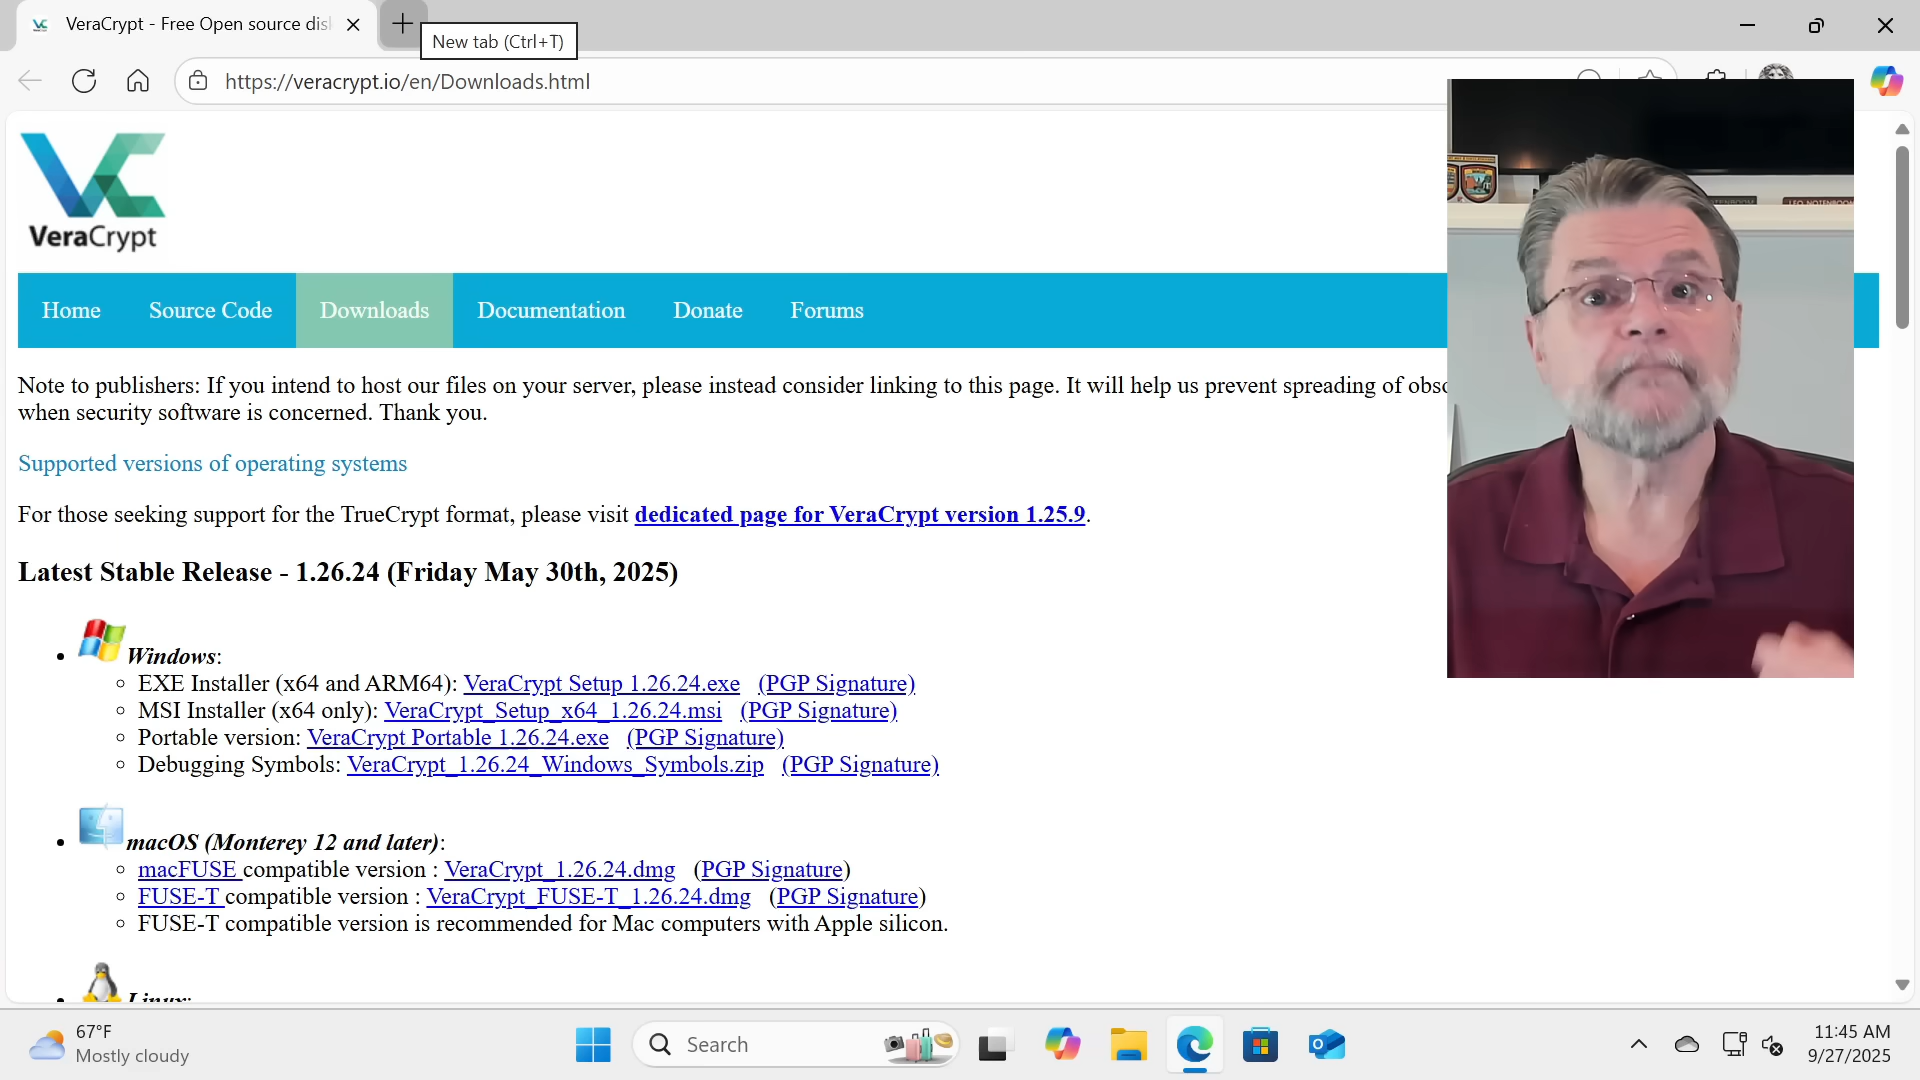 VeraCrypt - Free Open source dis
New tab (Ctrl+T)
https://veracrypt.io/en/Downloads.html
VeraCrypt
Home Source Code Downloads Documentation Donate Forums
Note to publishers: If you intend to host our files on your server, please instead consider linking to this page. It will help us prevent spreading of obso
when security software is concerned. Thank you.
Supported versions of operating systems
For those seeking support for the TrueCrypt format, please visit dedicated page for VeraCrypt version 1.25.9.
Latest Stable Release - 1.26.24 (Friday May 30th, 2025)
Windows:
EXE Installer (x64 and ARM64): VeraCrypt Setup 1.26.24.exe (PGP Signature)
MSI Installer (x64 only): VeraCrypt_Setup_x64_1.26.24.msi (PGP Signature)
Portable version: VeraCrypt Portable 1.26.24.exe (PGP Signature)
Debugging Symbols: VeraCrypt_1.26.24_Windows_Symbols.zip (PGP Signature)
macOS (Monterey 12 and later):
macFUSE compatible version : VeraCrypt_1.26.24.dmg (PGP Signature)
FUSE-T compatible version : VeraCrypt_FUSE-T_1.26.24.dmg (PGP Signature)
FUSE-T compatible version is recommended for Mac computers with Apple silicon.
Linux:
67°F
Mostly cloudy
Search
11:45 AM
9/27/2025